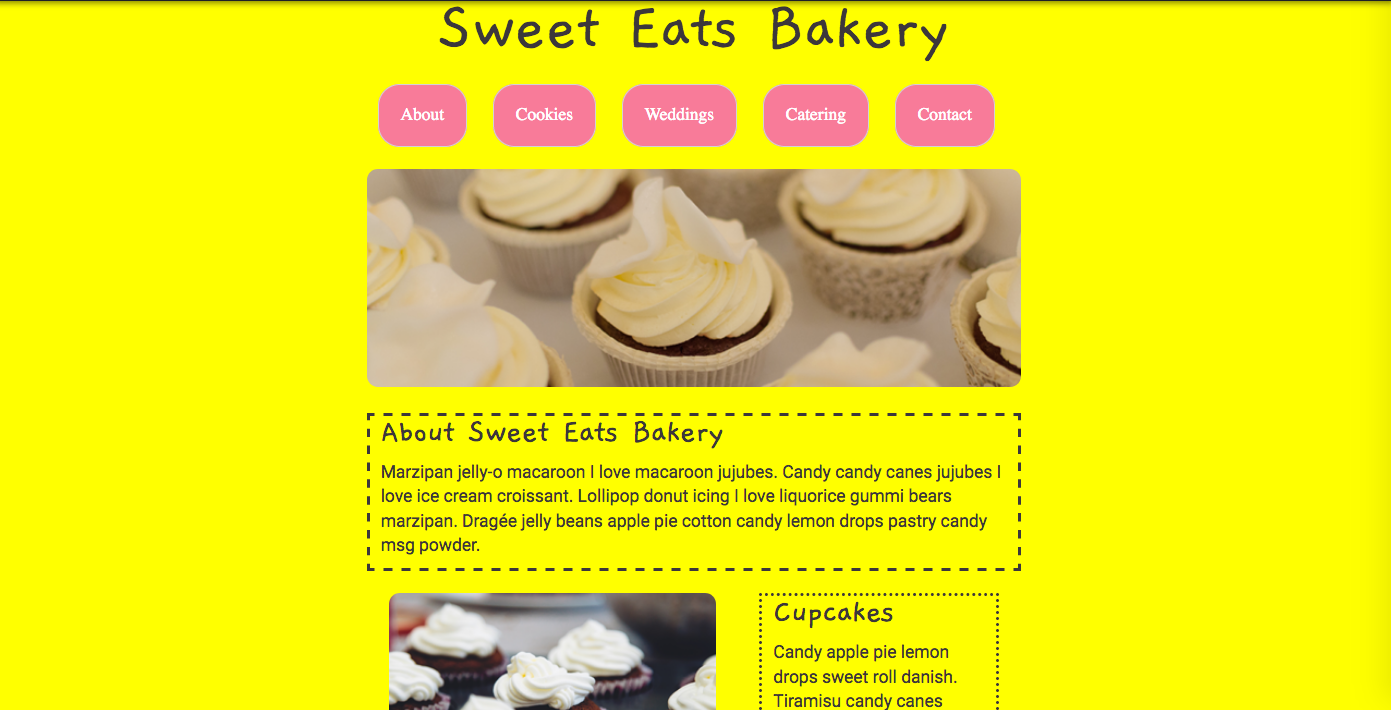 Sweet Eats Bakery
About
Cookies
Weddings
Catering
Contact
About Sweet Eats Bakery
Marzipan jelly-o macaroon I love macaroon jujubes. Candy candy canes jujubes I
love ice cream croissant. Lollipop donut icing I love liquorice gummi bears
marzipan. Dragée jelly beans apple pie cotton candy lemon drops pastry candy
msg powder.
Cupcakes
Candy apple pie lemon
drops sweet roll danish.
Tiramisu candy canes